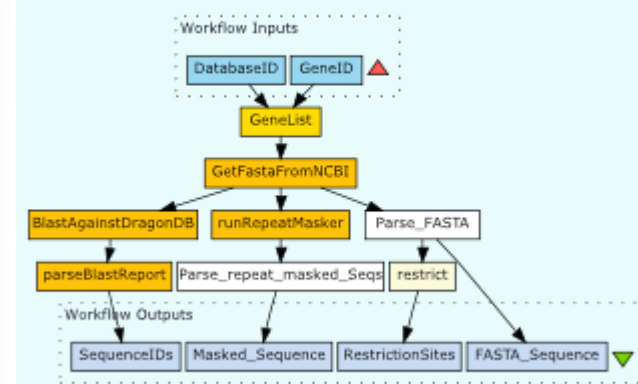 Workflow Inputs
DatabaseID GeneID
GeneList
GetFastaFromNCBI
BlastAgainstDragonDB runRepeatMasker Parse_FASTA
parseBlastReport Parse_repeat_masked_Seqs restrict
Workflow Outputs
SequenceIDs Masked_Sequence RestrictionSites FASTA_Sequence